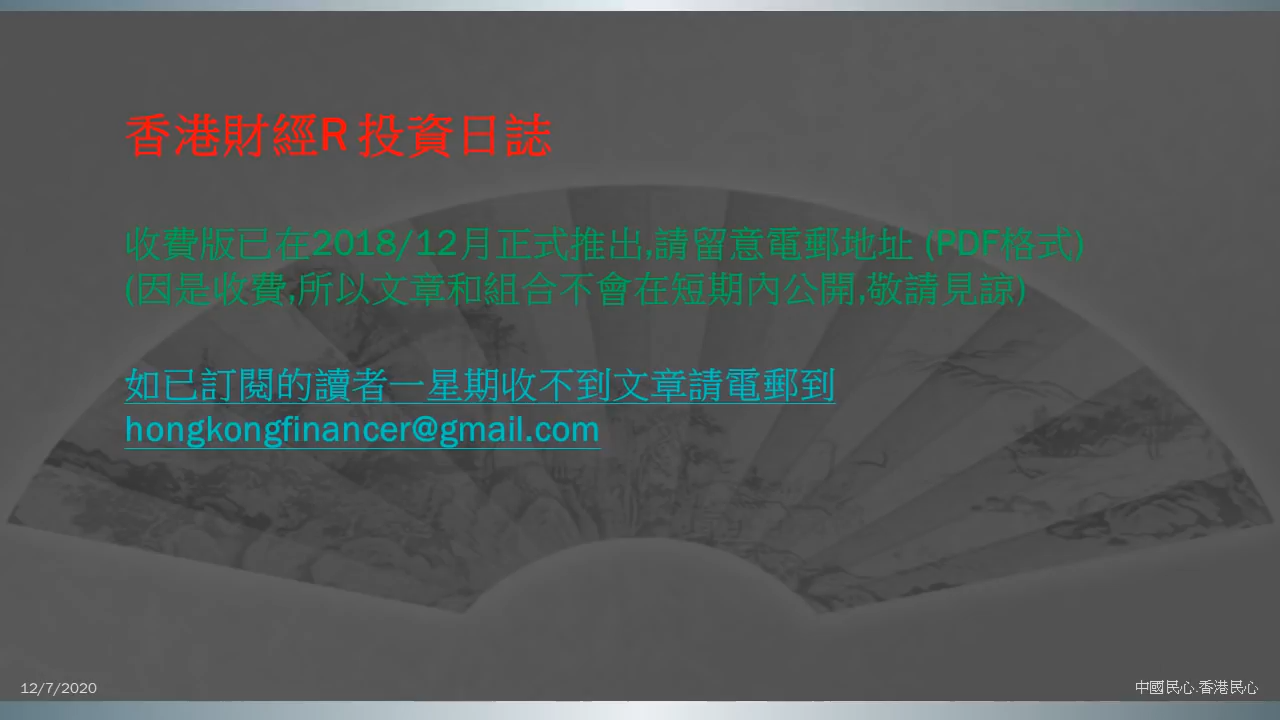 香港財經R 投資日誌
收費版已在2018/12月正式推出,請留意電郵地址 (PDF格式)
(因是收費,所以文章和組合不會在短期內公開,敬請見諒)
如已訂閱的讀者一星期收不到文章請電郵到
hongkongfinancer@gmail.com
12/7/2020
中國民心.香港民心